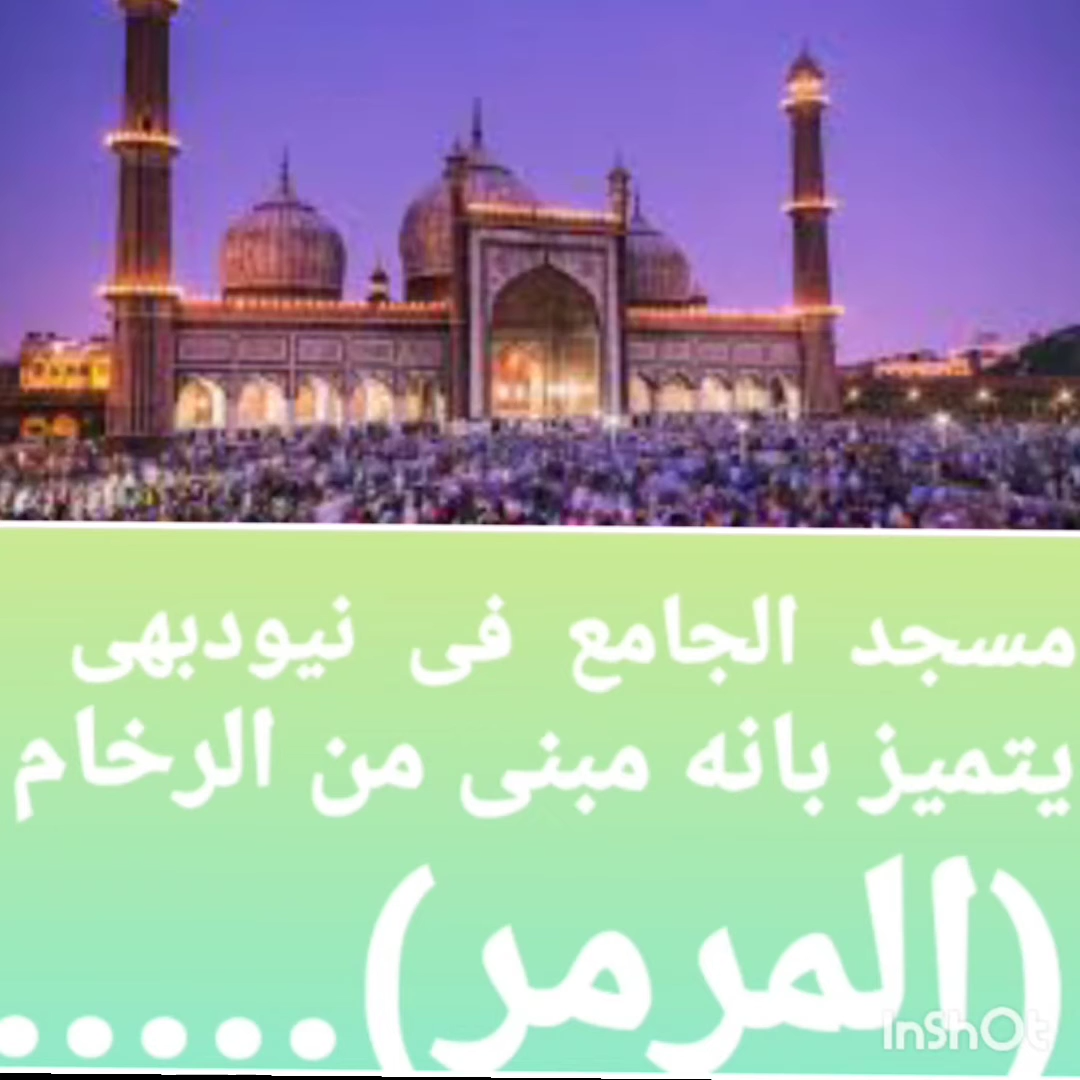 مسجد الجامع فى نيودبهى
يتميز بانه مبنى من الرخام
(المرمر).....
InShOt